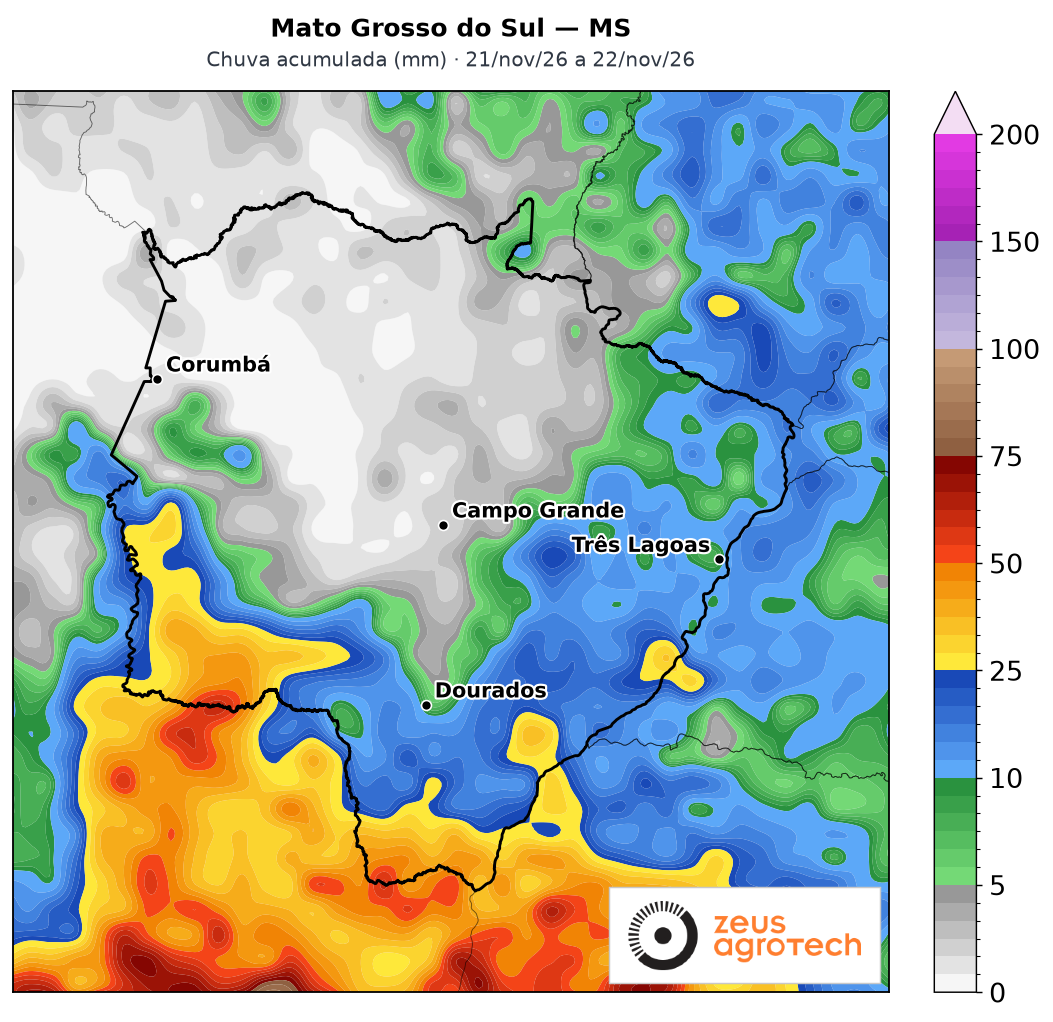 Mato Grosso do Sul — MS
Chuva acumulada (mm) · 21/nov/26 a 22/nov/26
200
150
100
75
50
25
10
5
0
Corumbá
Campo Grande
Três Lagoas
Dourados
zeus
agrotech